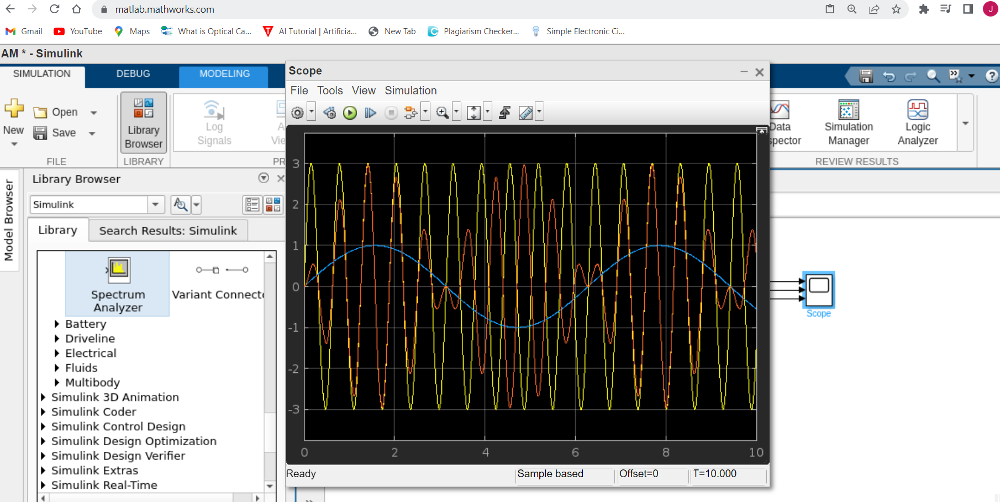 matlab.mathworks.com
J
Gmail
YouTube
Maps
What is Optical Ca...
AI Tutorial | Artificia...
New Tab
Plagiarism Checker...
Simple Electronic Ci...
AM * - Simulink
SIMULATION
DEBUG
MODELING
New
Open
Save
FILE
Library
Browser
LIBRARY
Log
Signals
A
Vie
PR
Data
spector
Simulation
Manager
Logic
Analyzer
REVIEW RESULTS
Model Browser
Library Browser
Simulink
Library
Search Results: Simulink
Spectrum
Analyzer
Variant Connect
Battery
Driveline
Electrical
Fluids
Multibody
Simulink 3D Animation
Simulink Coder
Simulink Control Design
Simulink Design Optimization
Simulink Design Verifier
Simulink Extras
Simulink Real-Time
Scope
File Tools View Simulation
3
2
1
0
-1
-2
-3
0 2 4 6 8 10
Ready
Sample based
Offset=0
T=10.000
Scope